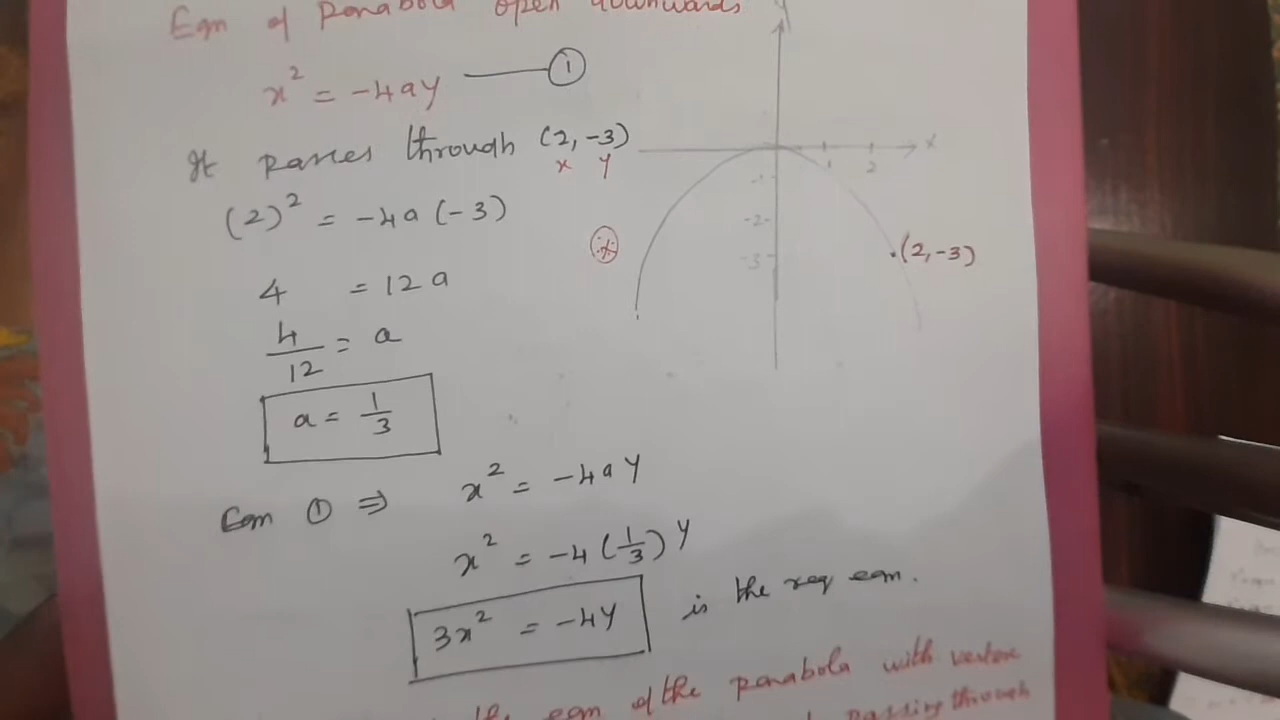 Eqn of Parabola open downwards y
x² = -4ay ——— ①
It passes through (2, -3)
x y
(2)² = -4a (-3)
4 = 12 a
4/12 = a
a = 1/3
Eqn ① ⇒ x² = -4 a y
x² = -4 (1/3) y
3x² = -4y is the req eqn.
the eqn of the parabola with vertex
passing through
x
1 2
-1
-2
-3
(2, -3)